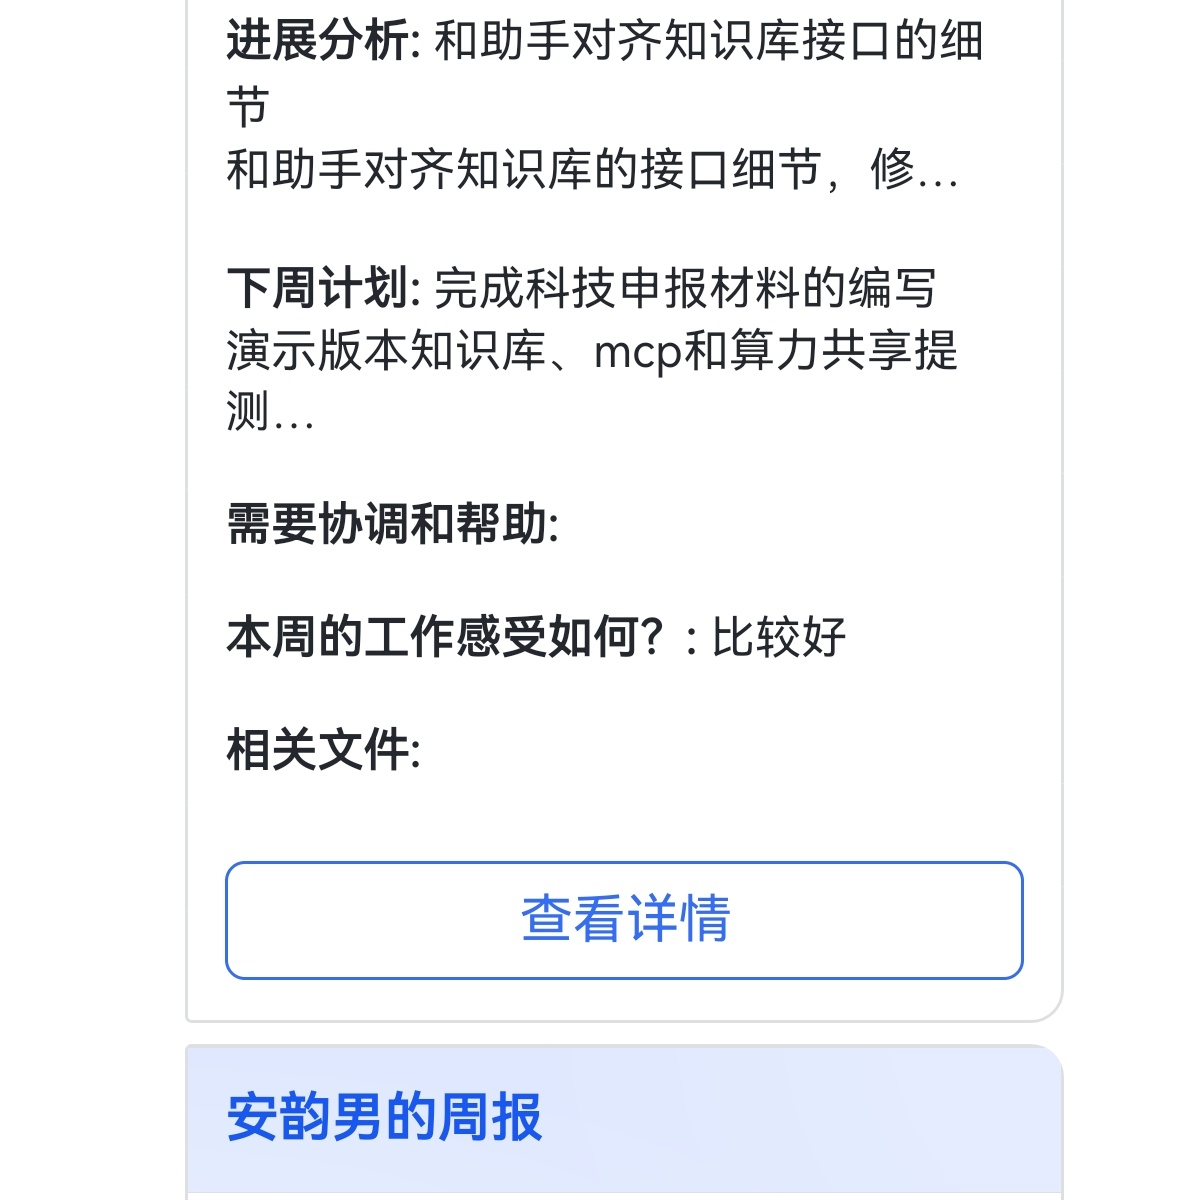 进展分析: 和助手对齐知识库接口的细
节
和助手对齐知识库的接口细节，修...
下周计划: 完成科技申报材料的编写
演示版本知识库、mcp和算力共享提
测...
需要协调和帮助:
本周的工作感受如何？: 比较好
相关文件:
查看详情
安韵男的周报